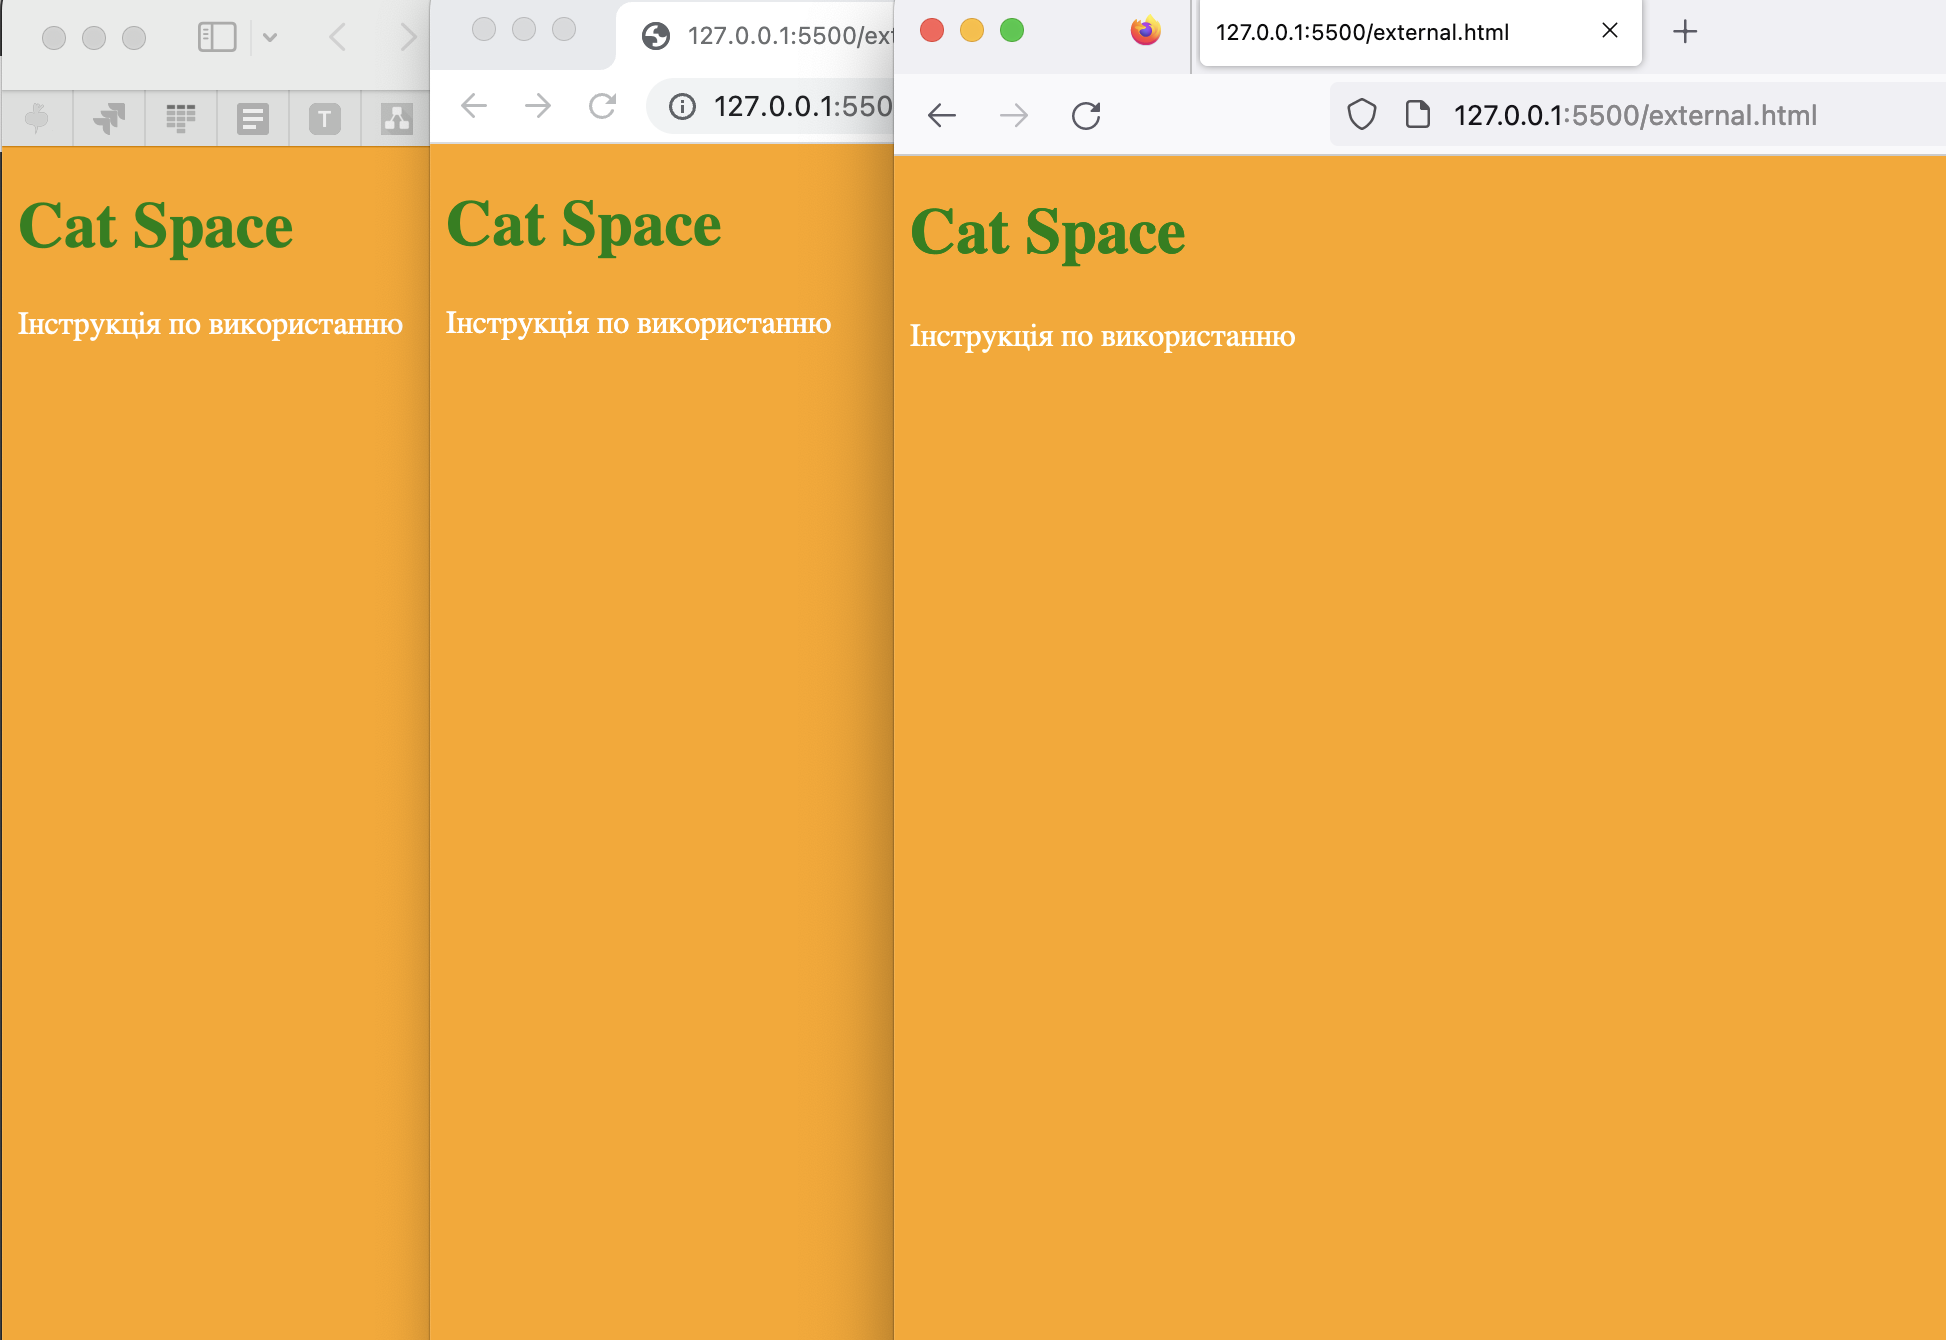 127.0.0.1:5500/ext
127.0.0.1:5500/external.html
T
127.0.0.1:550
127.0.0.1:5500/external.html
Cat Space
Інструкція по використанню
Cat Space
Інструкція по використанню
Cat Space
Інструкція по використанню